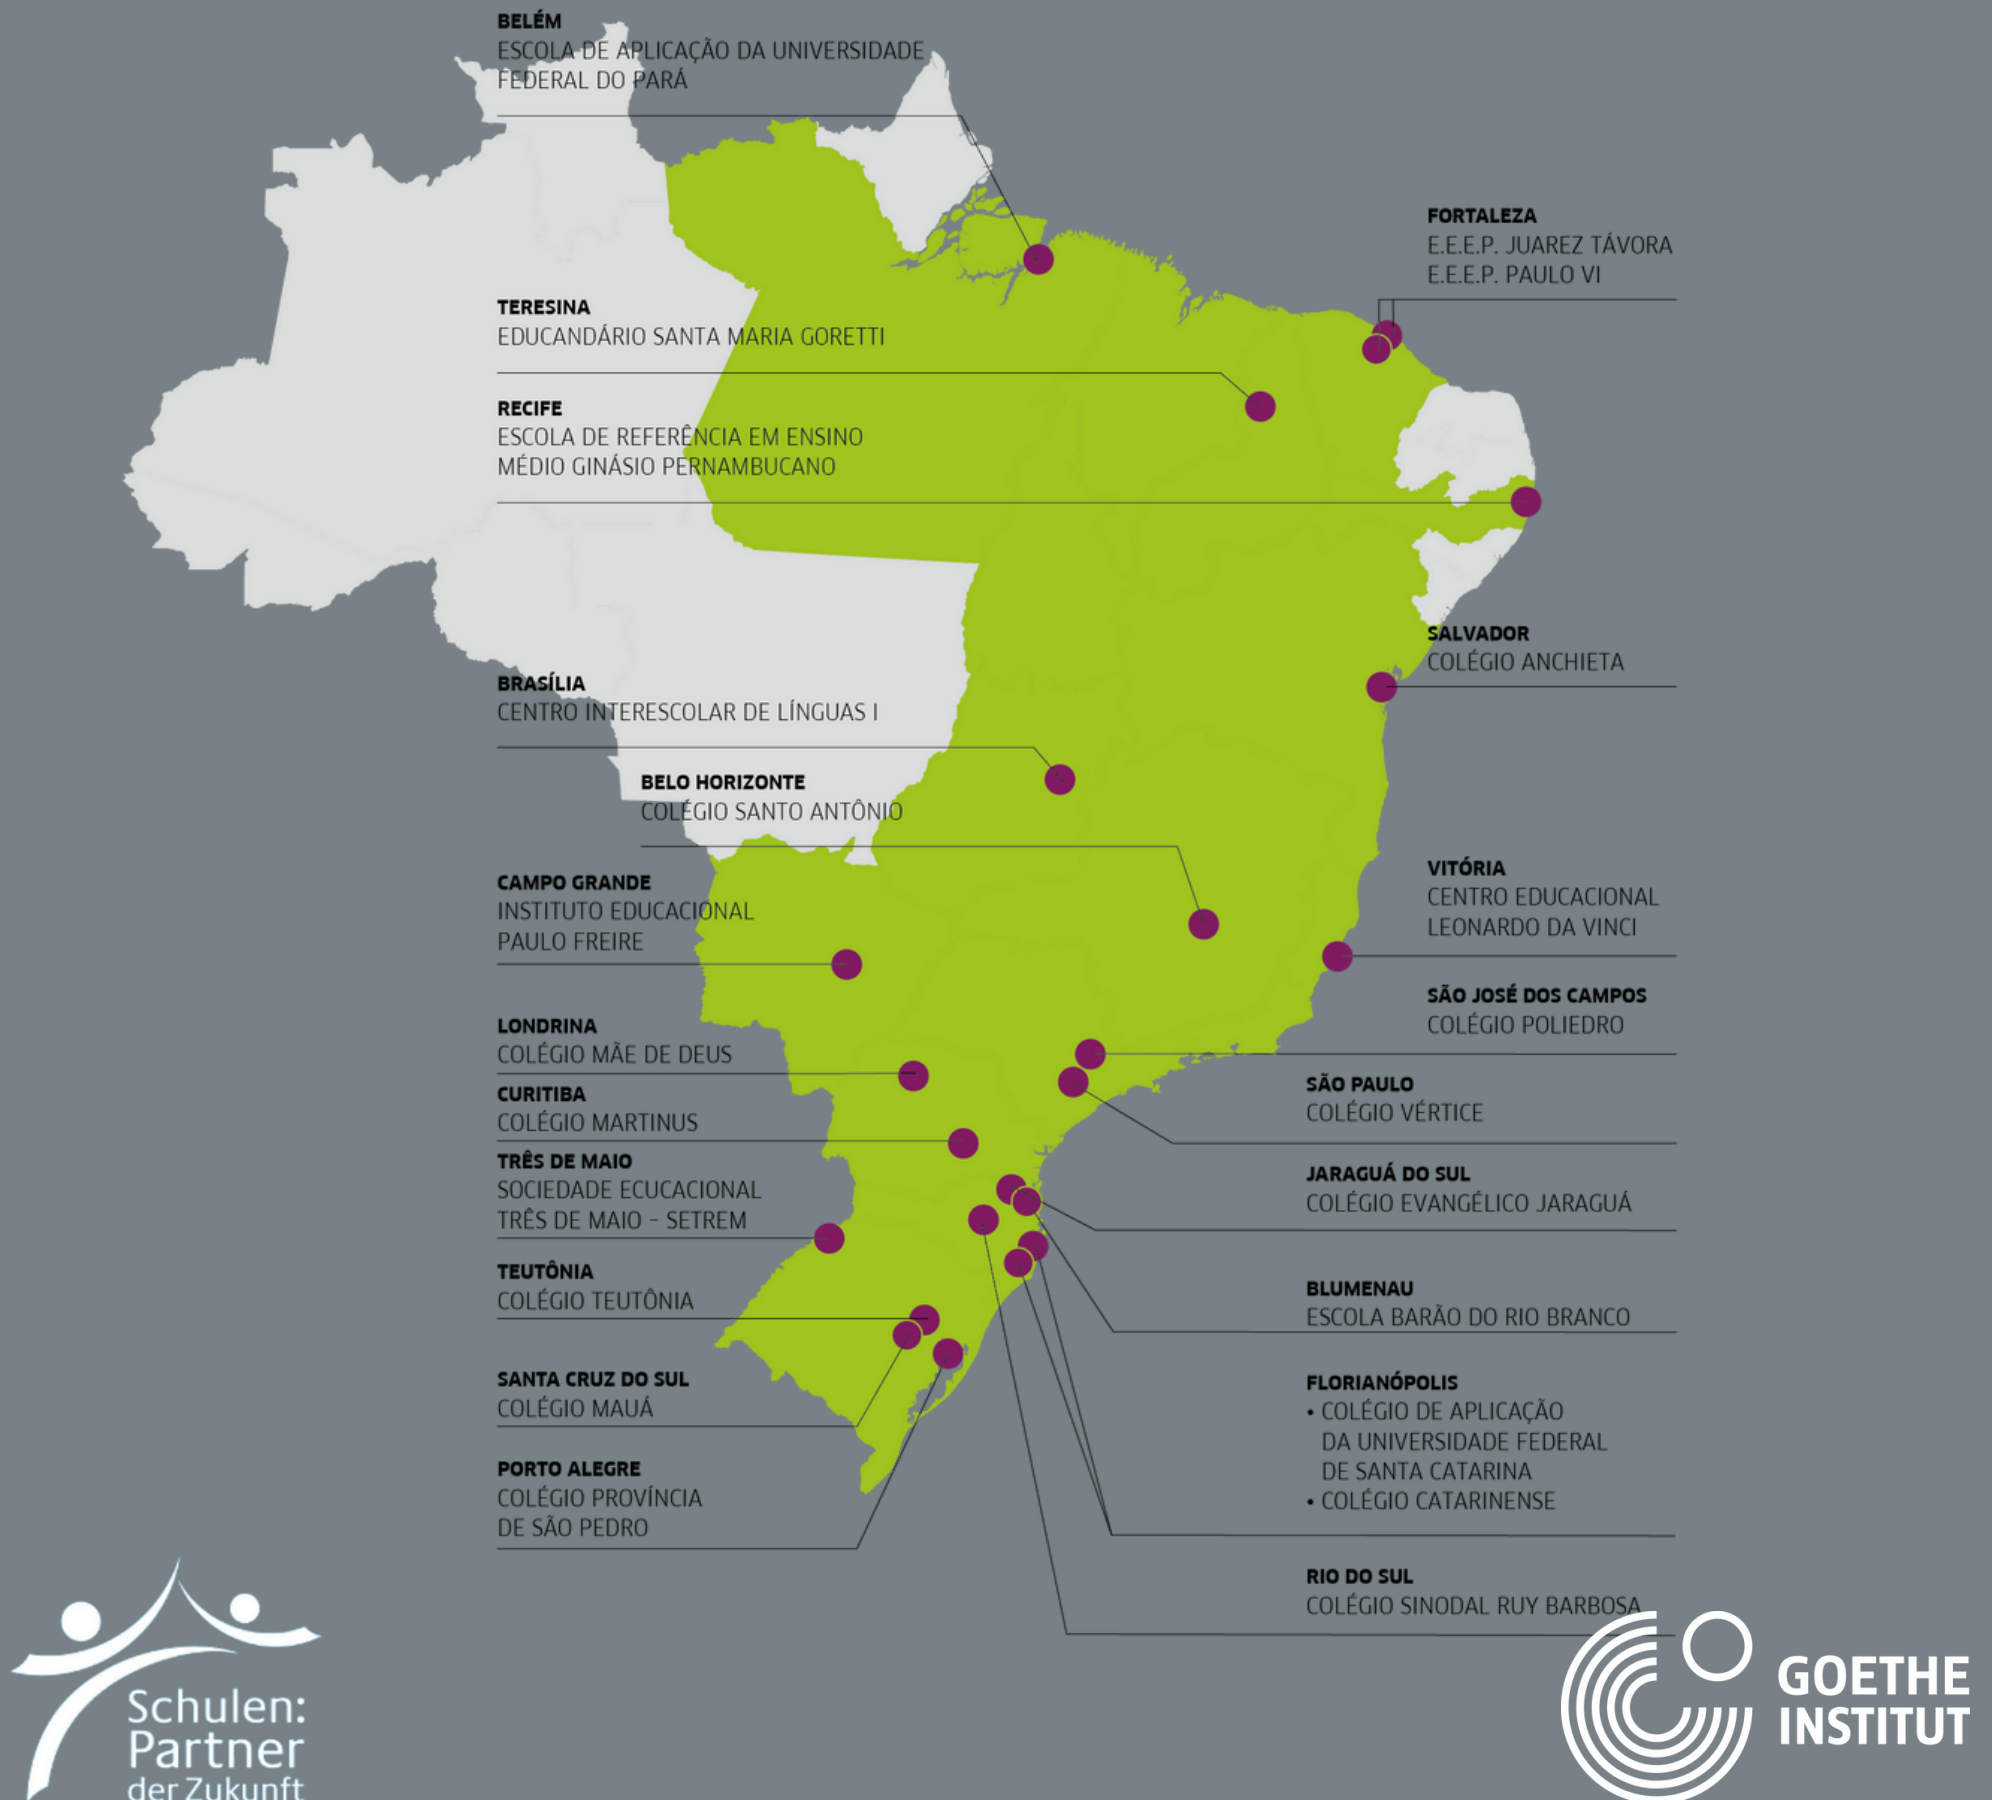 BELÉM
ESCOLA DE APLICAÇÃO DA UNIVERSIDADE
FEDERAL DO PARÁ
FORTALEZA
E.E.E.P. JUAREZ TÁVORA
E.E.E.P. PAULO VI
TERESINA
EDUCANDÁRIO SANTA MARIA GORETTI
RECIFE
ESCOLA DE REFERÊNCIA EM ENSINO
MÉDIO GINÁSIO PERNAMBUCANO
SALVADOR
COLÉGIO ANCHIETA
BRASÍLIA
CENTRO INTERESCOLAR DE LÍNGUAS I
BELO HORIZONTE
COLÉGIO SANTO ANTÔNIO
CAMPO GRANDE
INSTITUTO EDUCACIONAL
PAULO FREIRE
VITÓRIA
CENTRO EDUCACIONAL
LEONARDO DA VINCI
SÃO JOSÉ DOS CAMPOS
COLÉGIO POLIEDRO
LONDRINA
COLÉGIO MÃE DE DEUS
CURITIBA
COLÉGIO MARTINUS
SÃO PAULO
COLÉGIO VÉRTICE
TRÊS DE MAIO
SOCIEDADE ECUCACIONAL
TRÊS DE MAIO – SETREM
JARAGUÁ DO SUL
COLÉGIO EVANGÉLICO JARAGUÁ
TEUTÔNIA
COLÉGIO TEUTÔNIA
BLUMENAU
ESCOLA BARÃO DO RIO BRANCO
SANTA CRUZ DO SUL
COLÉGIO MAUÁ
FLORIANÓPOLIS
• COLÉGIO DE APLICAÇÃO
DA UNIVERSIDADE FEDERAL
DE SANTA CATARINA
• COLÉGIO CATARINENSE
PORTO ALEGRE
COLÉGIO PROVÍNCIA
DE SÃO PEDRO
RIO DO SUL
COLÉGIO SINODAL RUY BARBOSA
Schulen:
Partner
der Zukunft
GOETHE
INSTITUT